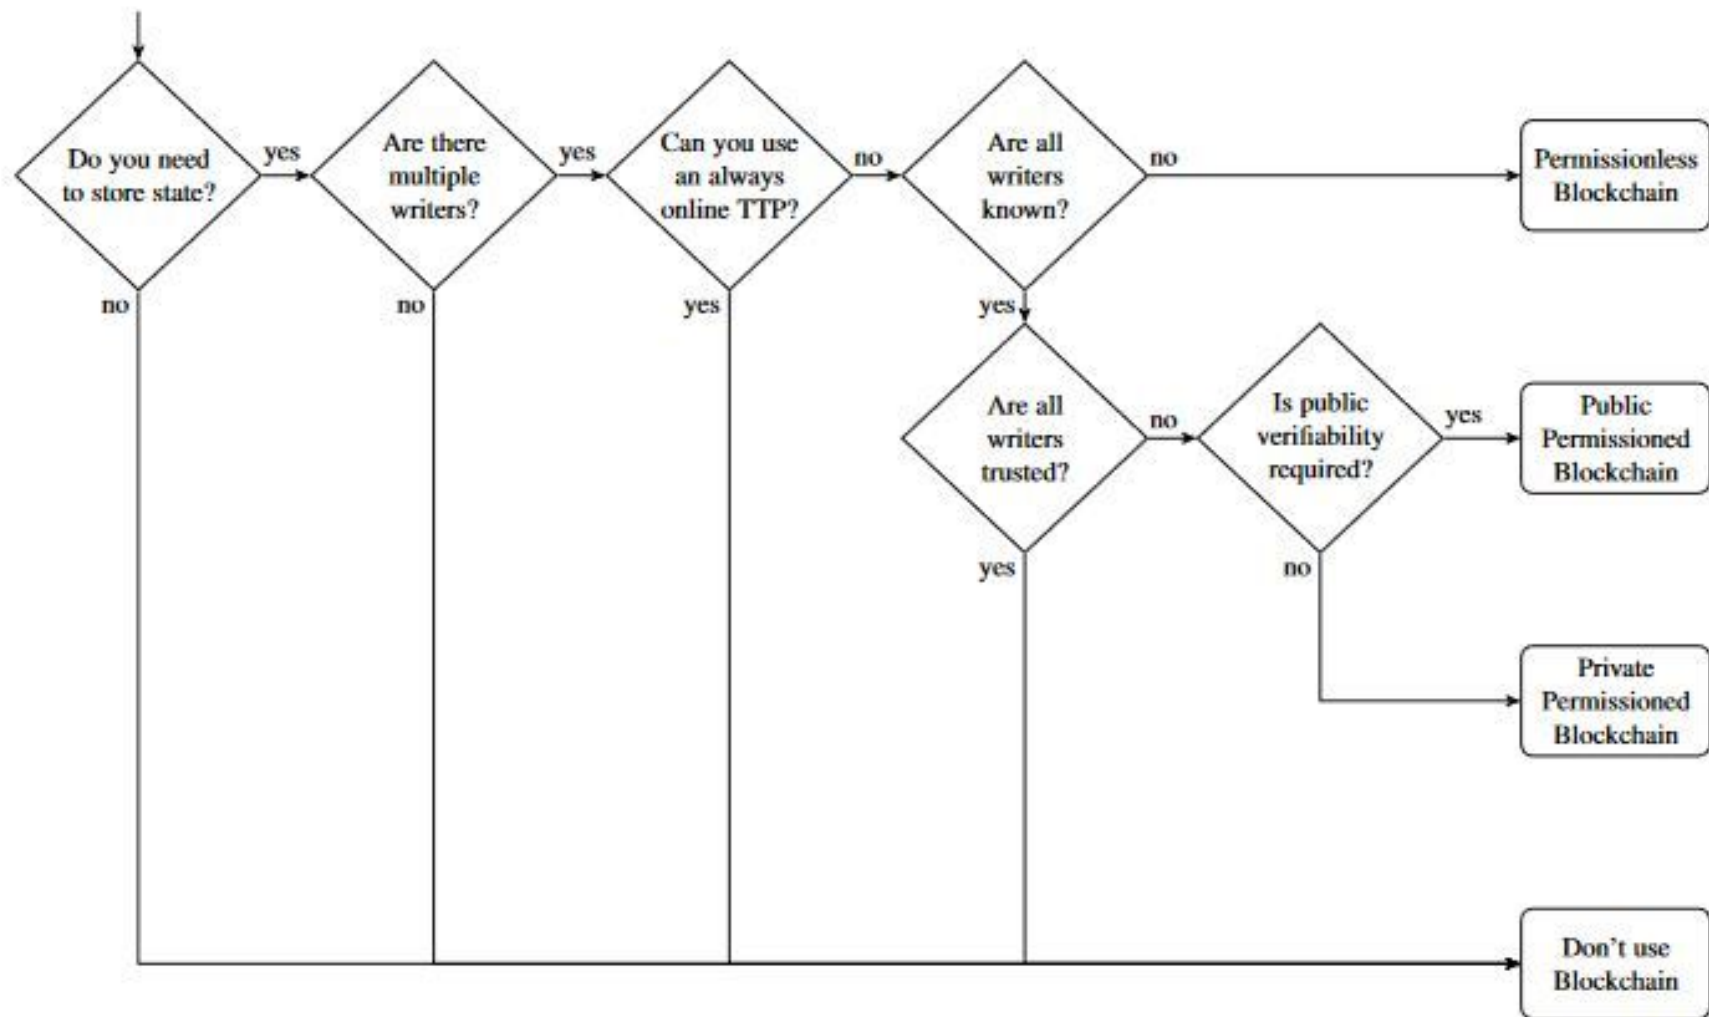 Do you need
to store state?
yes
Are there
multiple
writers?
yes
Can you use
an always
online TTP?
no
Are all
writers
known?
no
Permissionless
Blockchain
no
no
yes
yes
Are all
writers
trusted?
no
Is public
verifiability
required?
yes
Public
Permissioned
Blockchain
yes
no
Private
Permissioned
Blockchain
Don't use
Blockchain